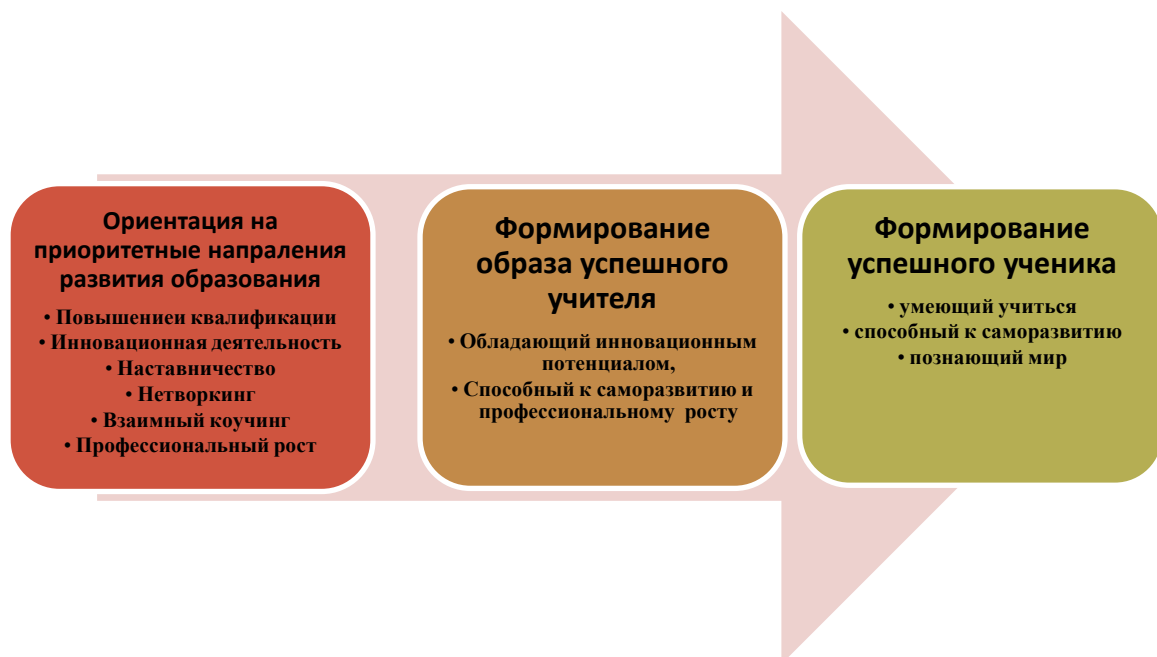 Ориентация на
приоритетные напраления
развития образования
• Повышениеи квалификации
• Инновационная деятельность
• Наставничество
• Нетворкинг
• Взаимный коучинг
• Профессиональный рост
Формирование
образа успешного
учителя
• Обладающий инновационным
потенциалом,
• Способный к саморазвитию и
профессиональному росту
Формирование
успешного ученика
• умеющий учиться
• способный к саморазвитию
• познающий мир